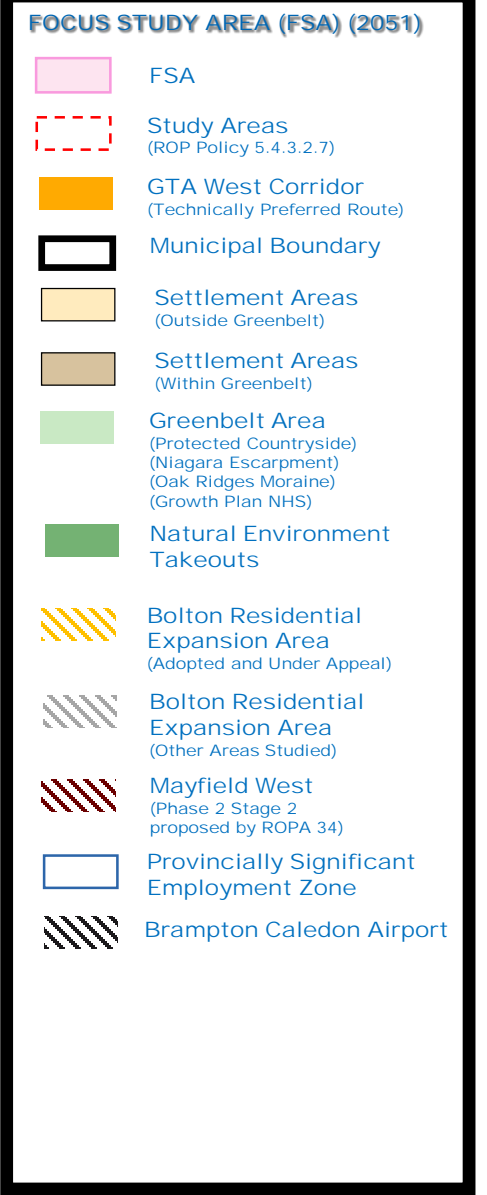 FOCUS STUDY AREA (FSA) (2051)
FSA
Study Areas
(ROP Policy 5.4.3.2.7)
GTA West Corridor
(Technically Preferred Route)
Municipal Boundary
Settlement Areas
(Outside Greenbelt)
Settlement Areas
(Within Greenbelt)
Greenbelt Area
(Protected Countryside)
(Niagara Escarpment)
(Oak Ridges Moraine)
(Growth Plan NHS)
Natural Environment
Takeouts
Bolton Residential
Expansion Area
(Adopted and Under Appeal)
Bolton Residential
Expansion Area
(Other Areas Studied)
Mayfield West
(Phase 2 Stage 2
proposed by ROPA 34)
Provincially Significant
Employment Zone
Brampton Caledon Airport